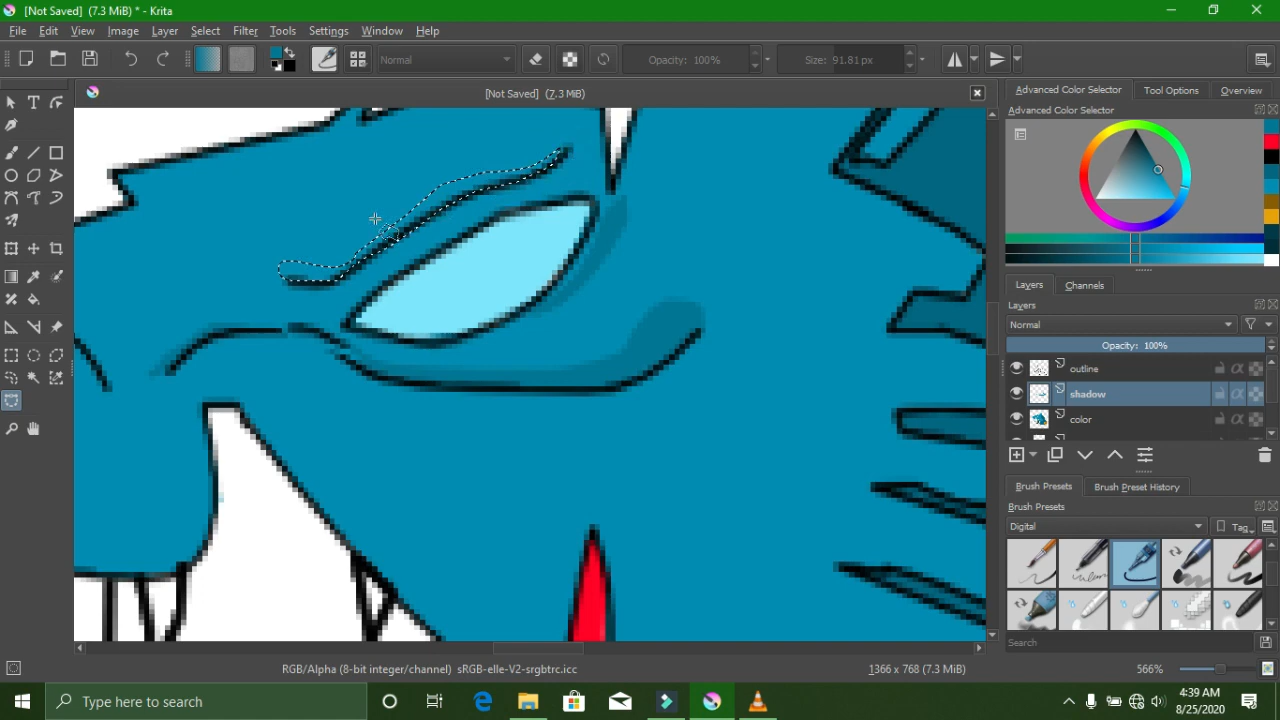 [Not Saved] (7.3 MiB) * - Krita
File Edit View Image Layer Select Filter Tools Settings Window Help
Normal Opacity: 100% Size: 91.81 px
[Not Saved] (7.3 MiB)
Advanced Color Selector Tool Options Overview
Advanced Color Selector
Layers Channels
Layers
Normal
Opacity: 100%
outline
shadow
color
Brush Presets Brush Preset History
Brush Presets
Digital Tag
Search
RGB/Alpha (8-bit integer/channel) sRGB-elle-V2-srgbtrc.icc 1366 x 768 (7.3 MiB) 566%
Type here to search
4:39 AM
8/25/2020